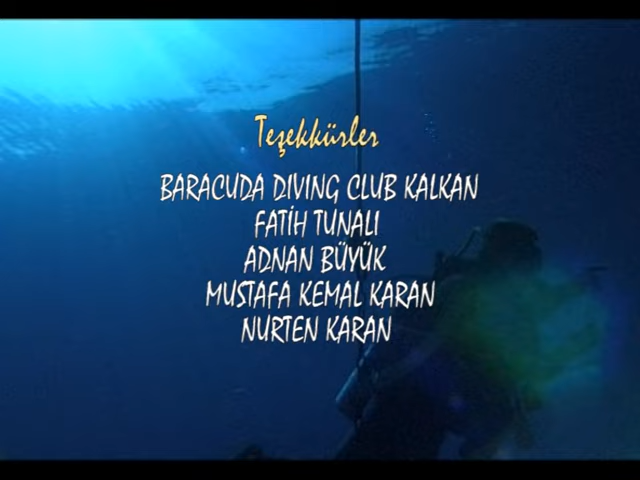 Teşekkürler
BARACUDA DIVING CLUB KALKAN
FATİH TUNALI
ADNAN BÜYÜK
MUSTAFA KEMAL KARAN
NURTEN KARAN